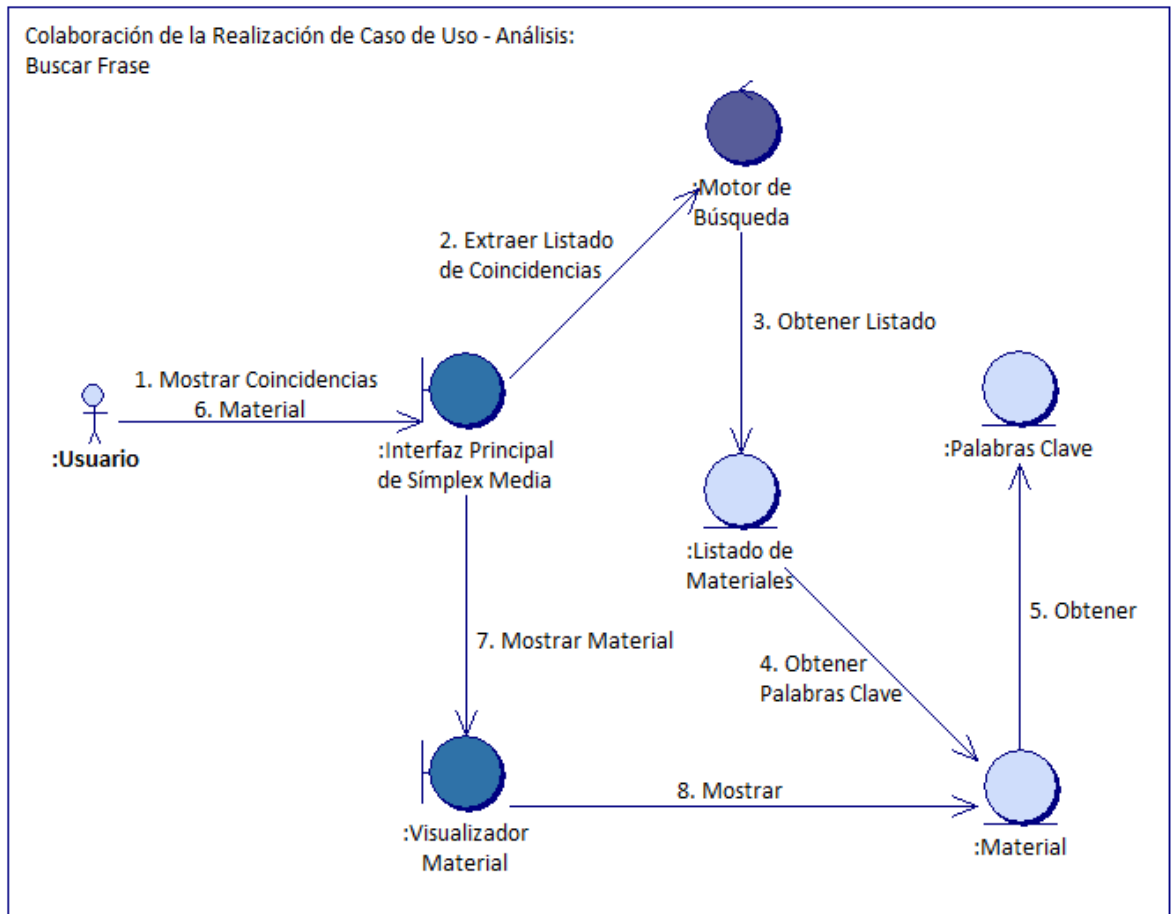 Colaboración de la Realización de Caso de Uso - Análisis:
Buscar Frase
:Motor de
Búsqueda
2. Extraer Listado
de Coincidencias
3. Obtener Listado
1. Mostrar Coincidencias
6. Material
:Usuario
:Interfaz Principal
de Símplex Media
:Palabras Clave
:Listado de
Materiales
5. Obtener
7. Mostrar Material
4. Obtener
Palabras Clave
8. Mostrar
:Visualizador
Material
:Material